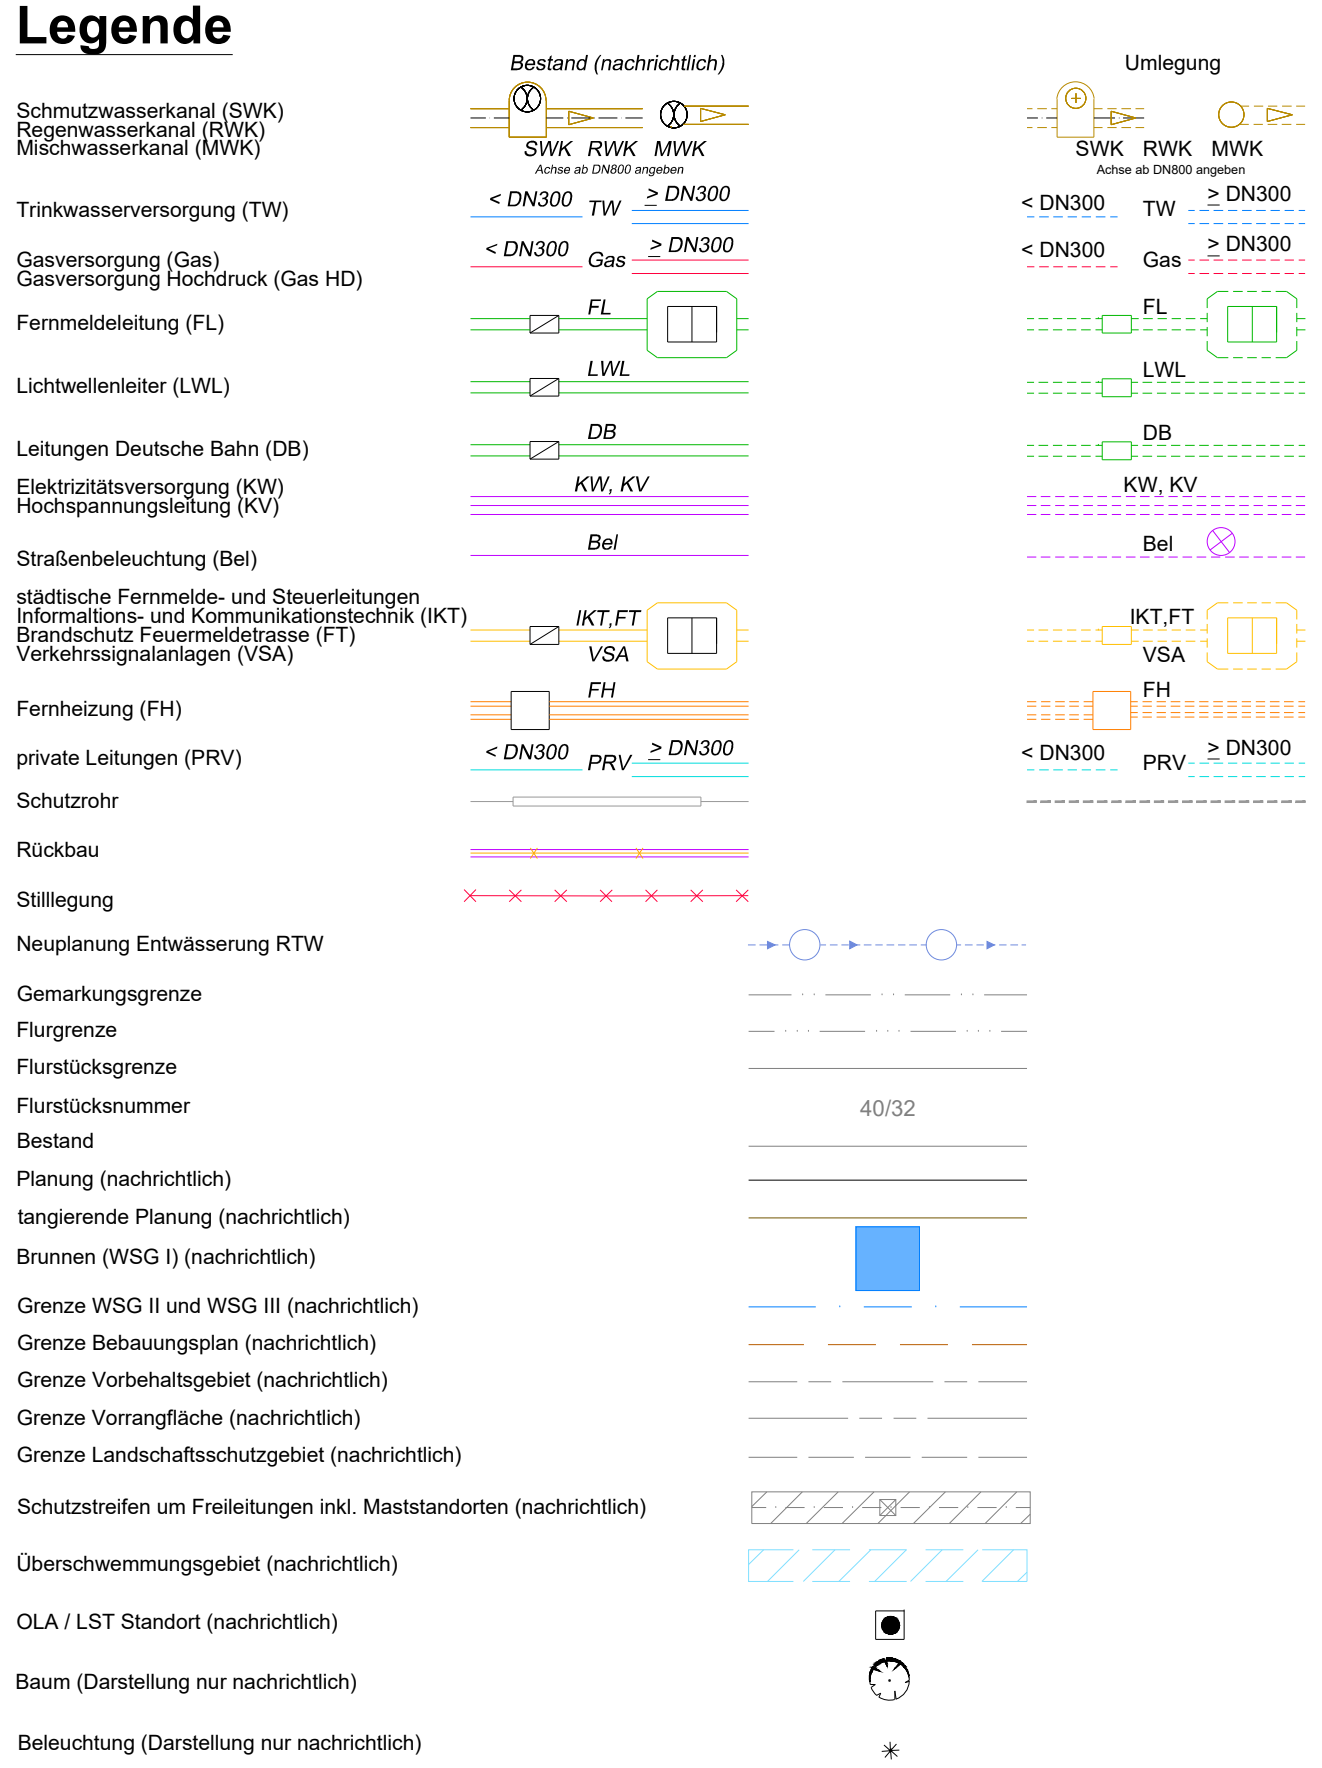 Legende
Bestand (nachrichtlich)
Umlegung
Schmutzwasserkanal (SWK)
Regenwasserkanal (RWK)
Mischwasserkanal (MWK)
SWK RWK MWK
Achse ab DN800 angeben
SWK RWK MWK
Achse ab DN800 angeben
Trinkwasserversorgung (TW)
< DN300 TW ≥ DN300
< DN300 TW ≥ DN300
Gasversorgung (Gas)
Gasversorgung Hochdruck (Gas HD)
< DN300 Gas ≥ DN300
< DN300 Gas ≥ DN300
Fernmeldeleitung (FL)
FL
FL
Lichtwellenleiter (LWL)
LWL
LWL
Leitungen Deutsche Bahn (DB)
DB
DB
Elektrizitätsversorgung (KW)
Hochspannungsleitung (KV)
KW, KV
KW, KV
Straßenbeleuchtung (Bel)
Bel
Bel
städtische Fernmelde- und Steuerleitungen
Informaltions- und Kommunikationstechnik (IKT)
Brandschutz Feuermeldetrasse (FT)
Verkehrssignalanlagen (VSA)
IKT,FT
VSA
IKT,FT
VSA
Fernheizung (FH)
FH
FH
private Leitungen (PRV)
< DN300 PRV ≥ DN300
< DN300 PRV ≥ DN300
Schutzrohr
Rückbau
Stilllegung
Neuplanung Entwässerung RTW
Gemarkungsgrenze
Flurgrenze
Flurstücksgrenze
Flurstücksnummer
40/32
Bestand
Planung (nachrichtlich)
tangierende Planung (nachrichtlich)
Brunnen (WSG I) (nachrichtlich)
Grenze WSG II und WSG III (nachrichtlich)
Grenze Bebauungsplan (nachrichtlich)
Grenze Vorbehaltsgebiet (nachrichtlich)
Grenze Vorrangfläche (nachrichtlich)
Grenze Landschaftsschutzgebiet (nachrichtlich)
Schutzstreifen um Freileitungen inkl. Maststandorten (nachrichtlich)
Überschwemmungsgebiet (nachrichtlich)
OLA / LST Standort (nachrichtlich)
Baum (Darstellung nur nachrichtlich)
Beleuchtung (Darstellung nur nachrichtlich)